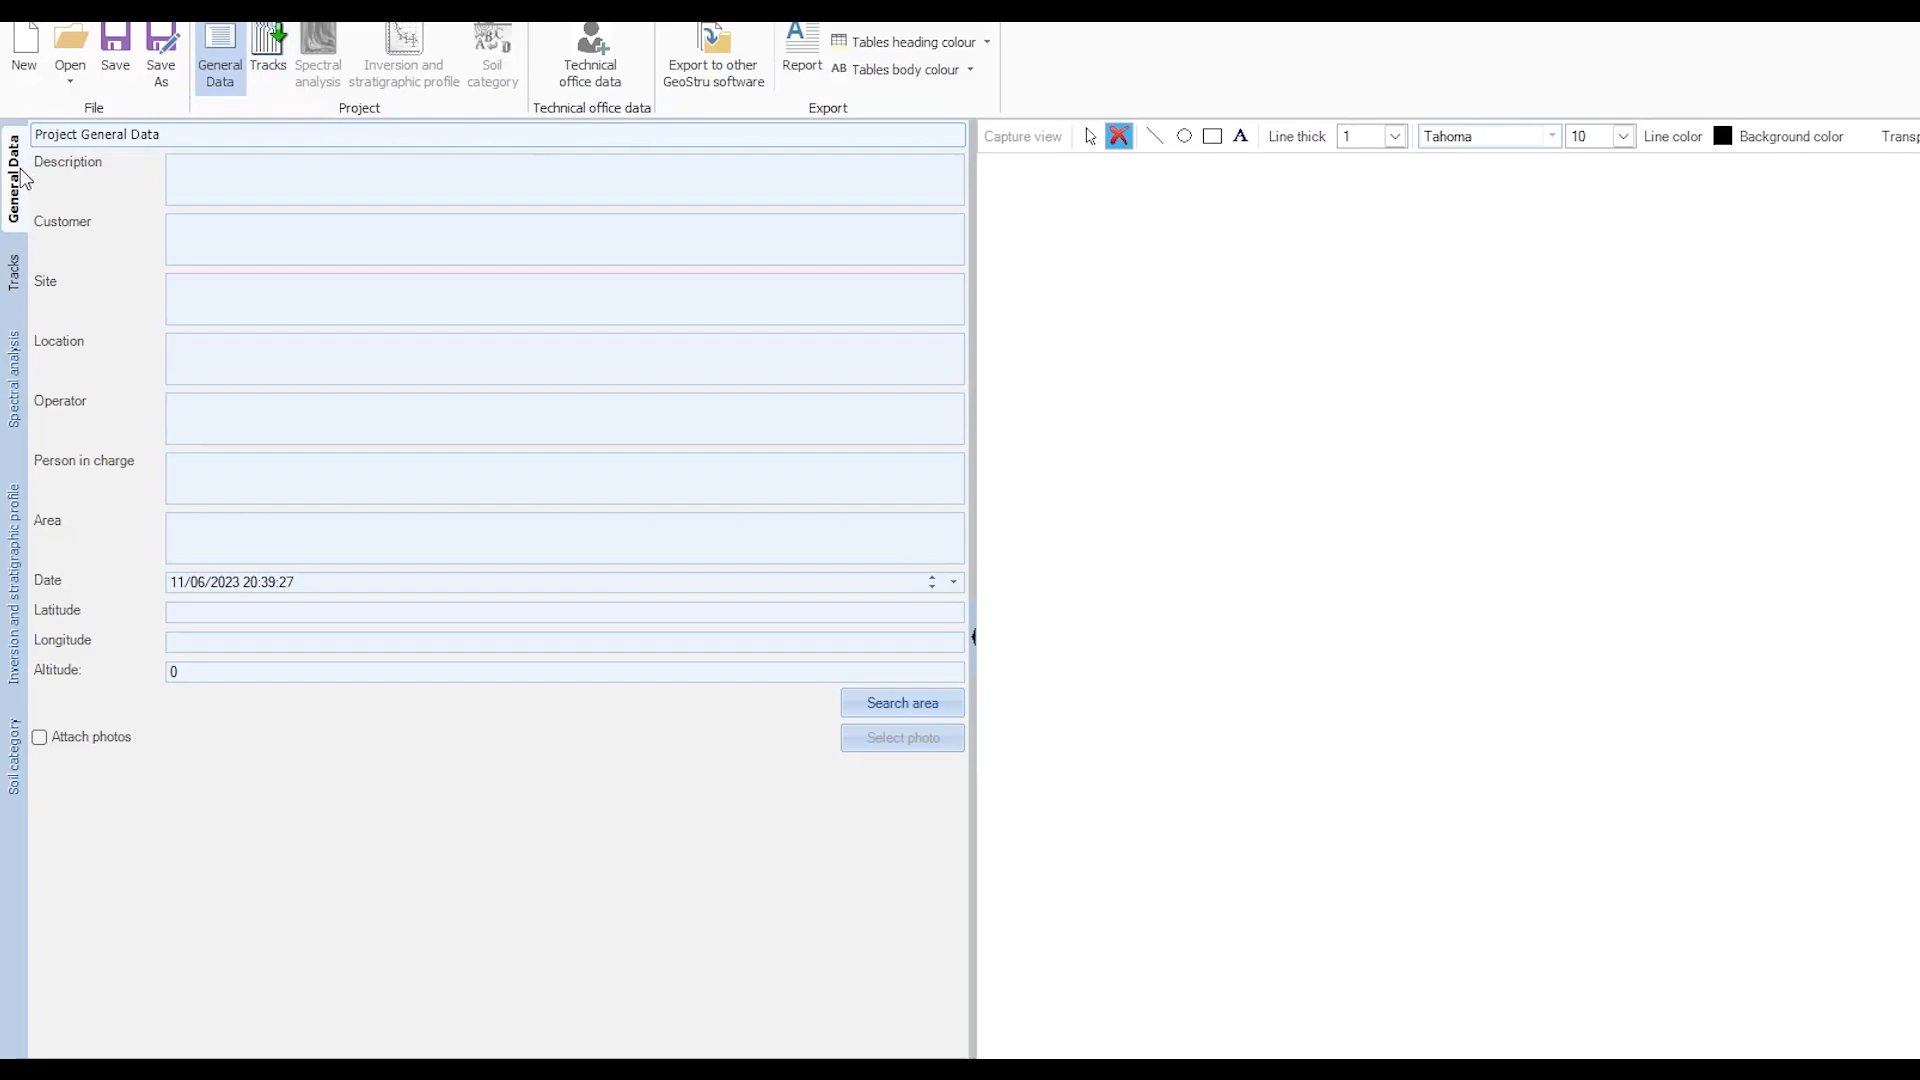 New
Open
Save
Save As
General Data
Tracks
Spectral analysis
Inversion and stratigraphic profile
Soil category
Technical office data
Export to other GeoStru software
Report
Tables heading colour
AB Tables body colour
File
Project
Technical office data
Export
General Data
Tracks
Spectral analysis
Inversion and stratigraphic profile
Soil category
Project General Data
Description
Customer
Site
Location
Operator
Person in charge
Area
Date 11/06/2023 20:39:27
Latitude
Longitude
Altitude: 0
Search area
Attach photos
Select photo
Capture view A Line thick 1 Tahoma 10 Line color Background color Transp